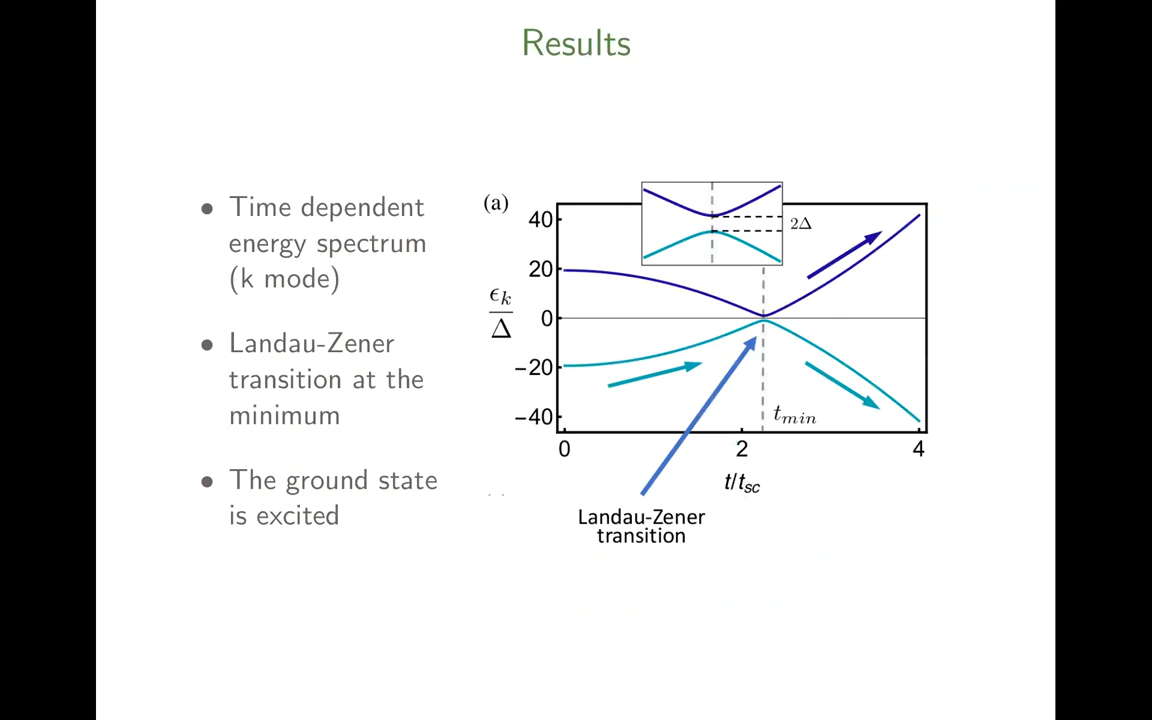 Results
• Time dependent
energy spectrum
(k mode)
• Landau-Zener
transition at the
minimum
• The ground state
is excited
(a)
ϵk
Δ
40
20
0
−20
−40
2Δ
tmin
0
2
4
t/tsc
Landau-Zener
transition